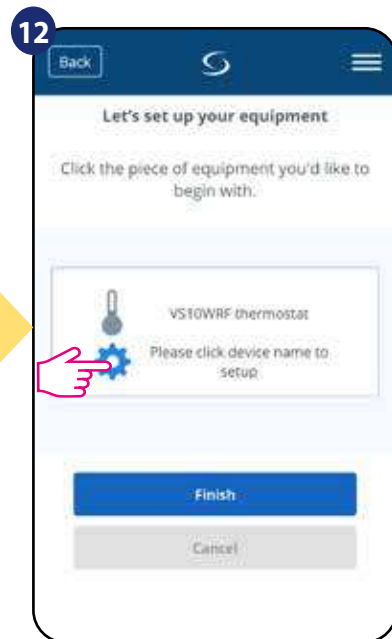 12
Back
Let's set up your equipment
Click the piece of equipment you'd like to
begin with.
VS10WRF thermostat
Please click device name to
setup
Finish
Cancel